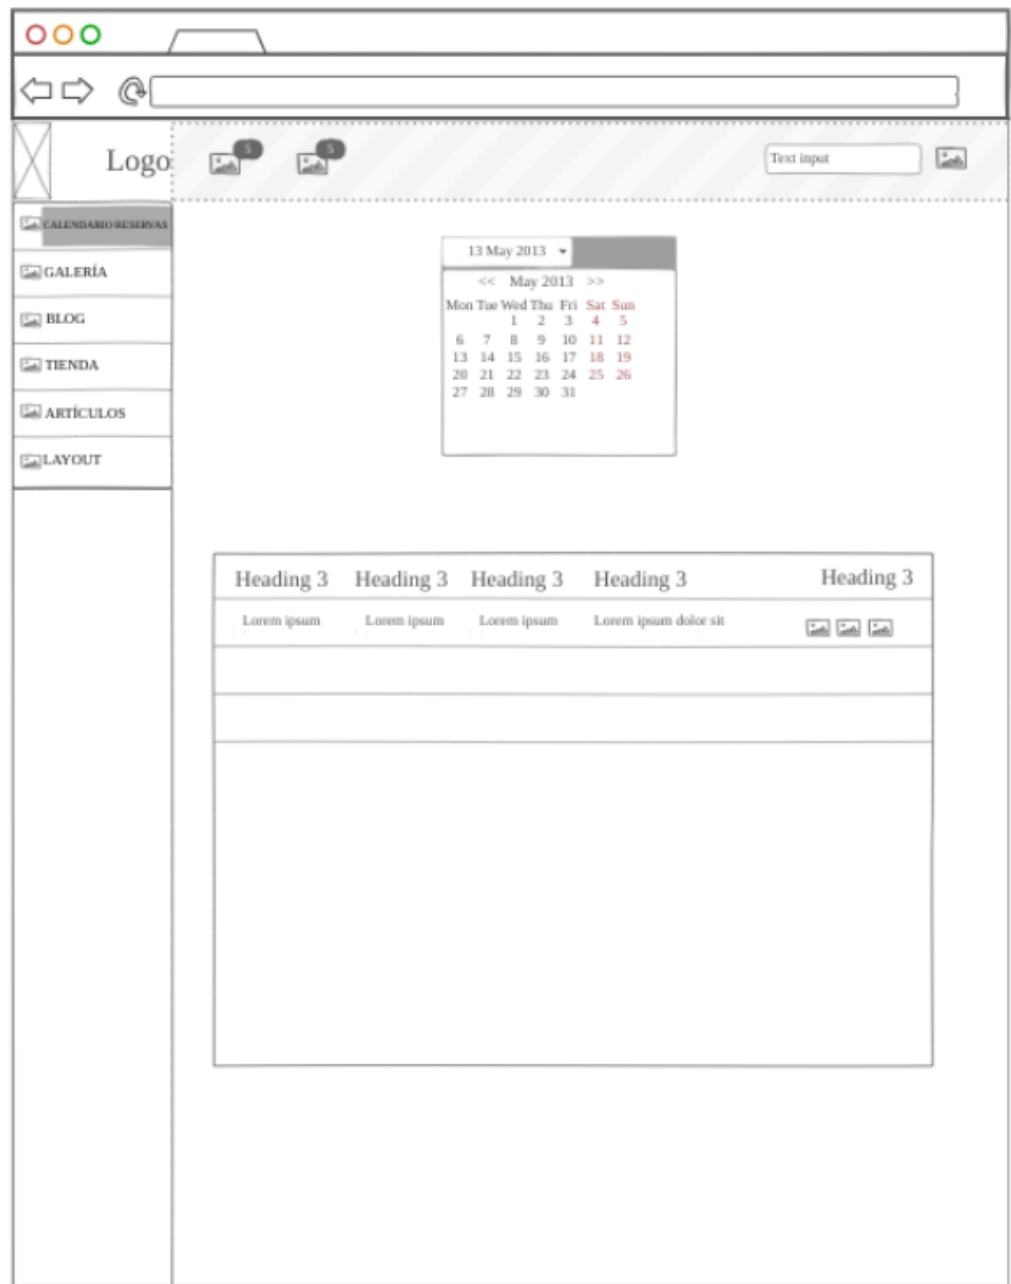 Logo
5
5
Text input
CALENDARIO RESERVAS
GALERÍA
BLOG
TIENDA
ARTÍCULOS
LAYOUT
13 May 2013
<< May 2013 >>
Mon Tue Wed Thu Fri Sat Sun
1 2 3 4 5
6 7 8 9 10 11 12
13 14 15 16 17 18 19
20 21 22 23 24 25 26
27 28 29 30 31
Heading 3 Heading 3 Heading 3 Heading 3 Heading 3
Lorem ipsum Lorem ipsum Lorem ipsum Lorem ipsum dolor sit